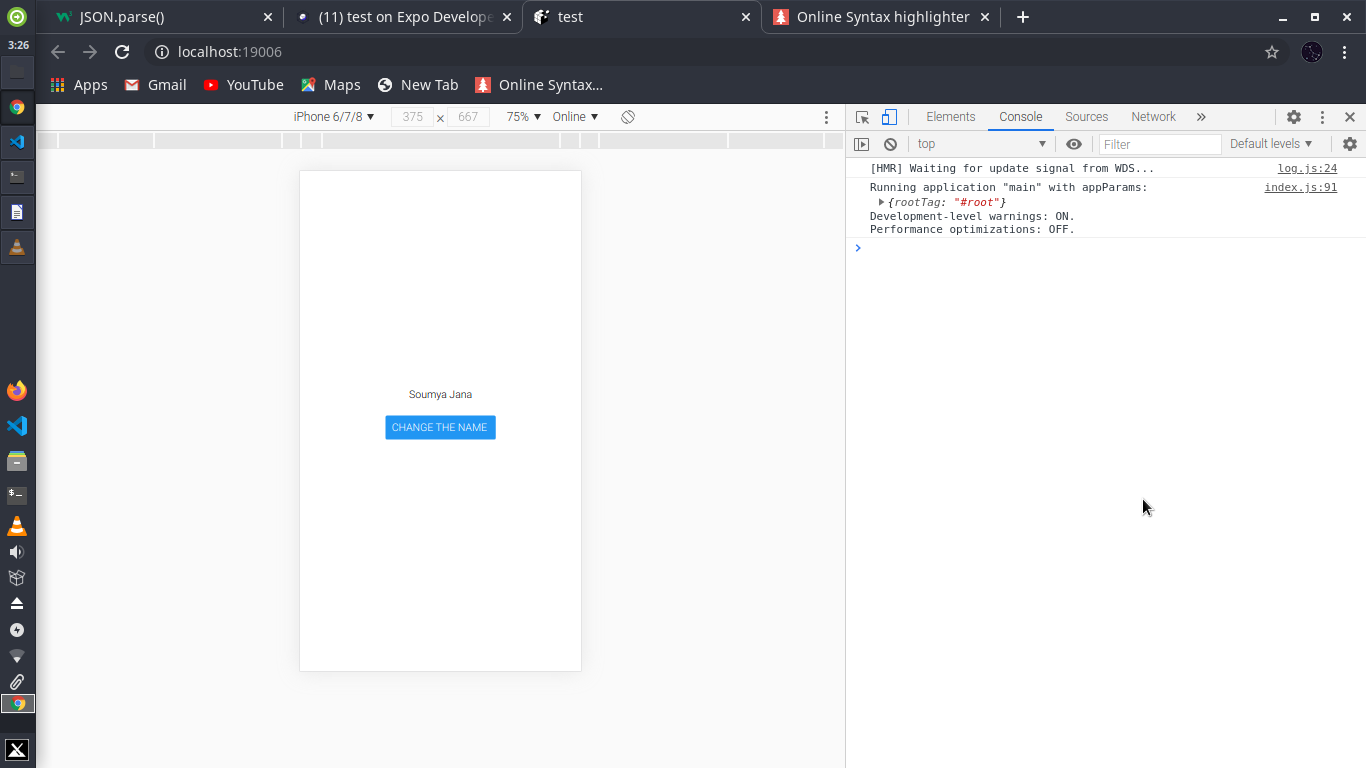 JSON.parse()
(11) test on Expo Develope
test
Online Syntax highlighter
3:26
localhost:19006
Apps
Gmail
YouTube
Maps
New Tab
Online Syntax...
iPhone 6/7/8
375 x 667
75%
Online
Elements
Console
Sources
Network
top
Filter
Default levels
[HMR] Waiting for update signal from WDS...
log.js:24
Running application "main" with appParams:
index.js:91
{rootTag: "#root"}
Development-level warnings: ON.
Performance optimizations: OFF.
Soumya Jana
CHANGE THE NAME